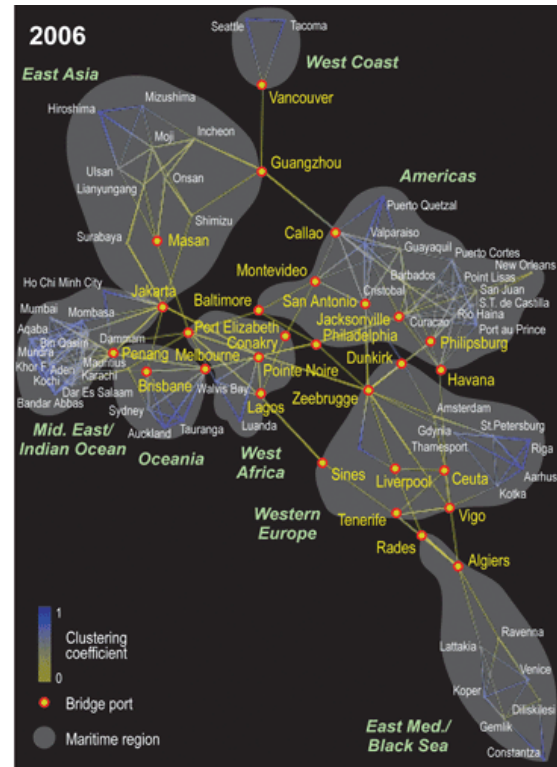 2006
Seattle
Tacoma
West Coast
Vancouver
East Asia
Mizushima
Hiroshima
Moji
Incheon
Guangzhou
Ulsan
Onsan
Lianyungang
Shimizu
Surabaya
Masan
Americas
Puerto Quetzal
Callao
Valparaiso
Guayaquil
Puerto Cortes
New Orleans
Point Lisas
San Juan
S.T. de Castilla
Rio Haina
Port au Prince
Montevideo
Barbados
Cristobal
San Antonio
Curacao
Jacksonville
Philadelphia
Philipsburg
Ho Chi Minh City
Jakarta
Baltimore
Mumbai
Mombasa
Aqaba
Bin Qasim
Dammam
Port Elizabeth
Conakry
Dunkirk
Havana
Mundra
Mauritius
Penang
Melbourne
Pointe Noire
Khor F.
Aden
Karachi
Kochi
Dar Es Salaam
Brisbane
Walvis Bay
Zeebrugge
Bandar Abbas
Sydney
Lagos
Amsterdam
Mid. East/
Indian Ocean
Auckland
Tauranga
Luanda
Gdynia
St.Petersburg
Oceania
West
Africa
Thamesport
Riga
Sines
Liverpool
Ceuta
Aarhus
Kotka
Western
Europe
Tenerife
Vigo
Rades
Algiers
1
Clustering
coefficient
0
Bridge port
Maritime region
Ravenna
Lattakia
Venice
Koper
Diliskilesi
Gemlik
Constantza
East Med./
Black Sea